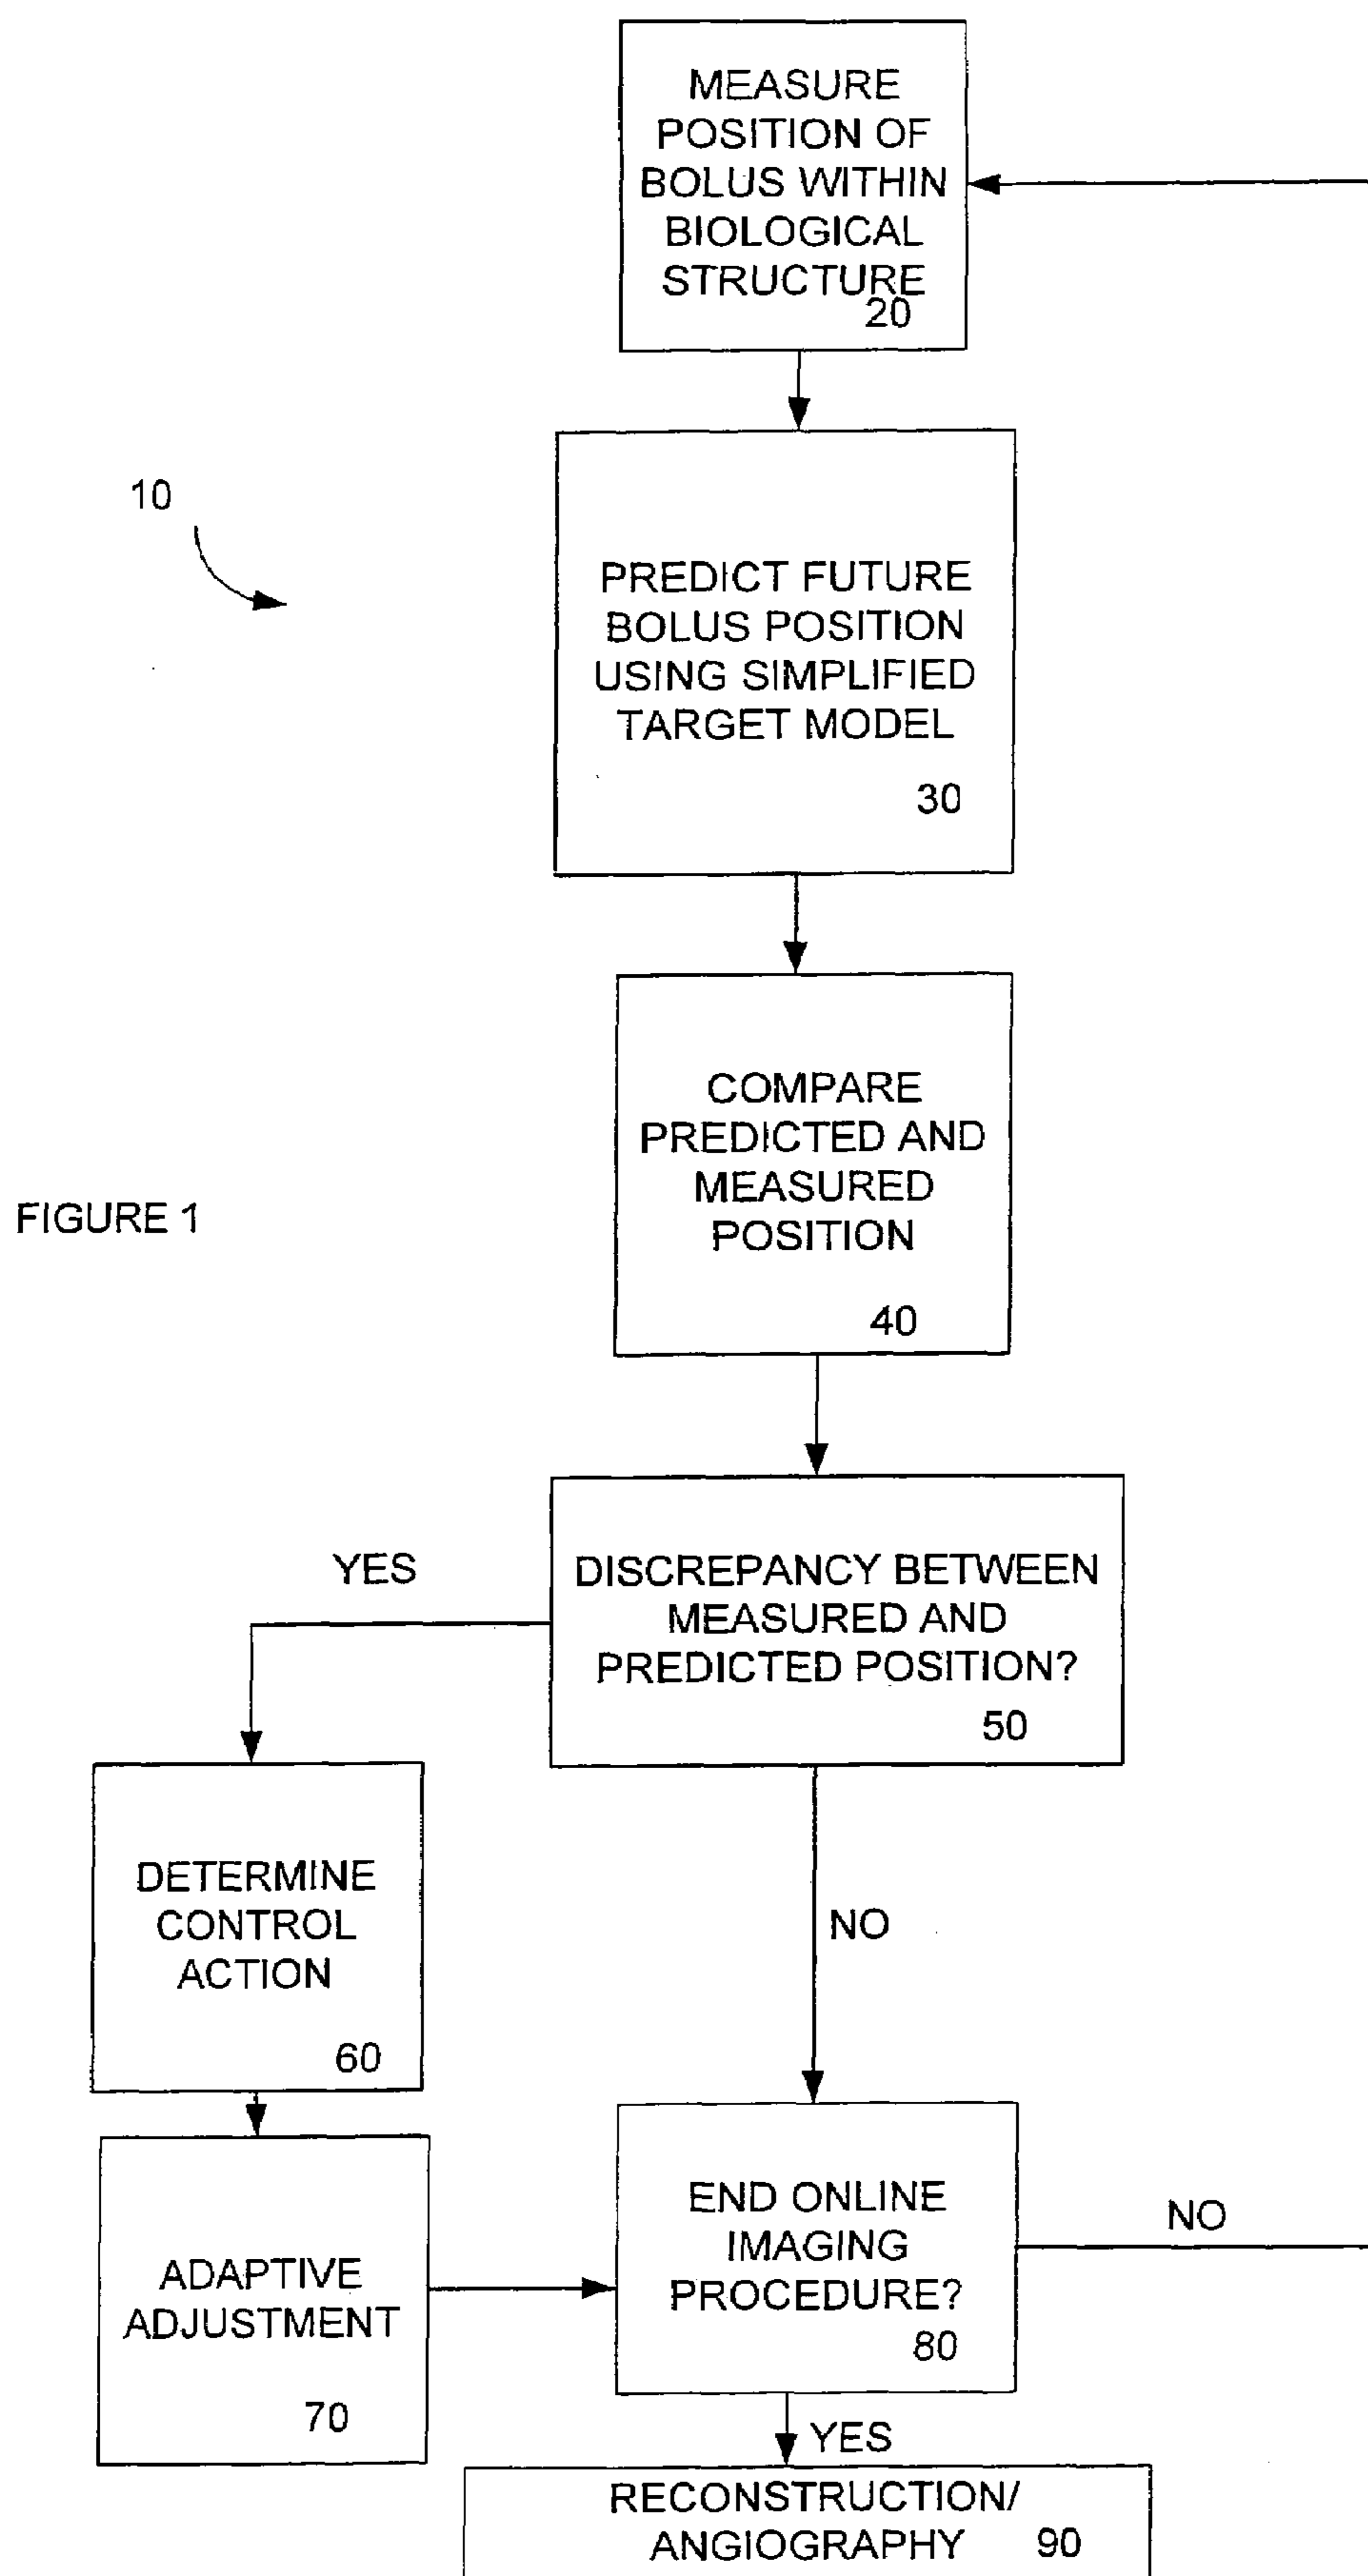 MEASURE
POSITION OF
BOLUS WITHIN
BIOLOGICAL
STRUCTURE
20
10
PREDICT FUTURE
BOLUS POSITION
USING SIMPLIFIED
TARGET MODEL
30
COMPARE
PREDICTED AND
MEASURED
POSITION
40
FIGURE 1
YES
DISCREPANCY BETWEEN
MEASURED AND
PREDICTED POSITION?
50
DETERMINE
CONTROL
ACTION
60
NO
ADAPTIVE
ADJUSTMENT
70
END ONLINE
IMAGING
PROCEDURE?
80
NO
YES
RECONSTRUCTION/
ANGIOGRAPHY 90